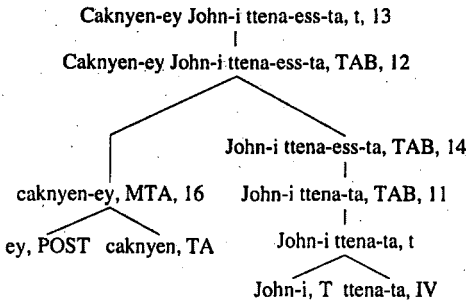 Caknyen-ey John-i ttena-ess-ta, t, 13
Caknyen-ey John-i ttena-ess-ta, TAB, 12
John-i ttena-ess-ta, TAB, 14
caknyen-ey, MTA, 16
John-i ttena-ta, TAB, 11
ey, POST caknyen, TA
John-i ttena-ta, t
John-i, T ttena-ta, IV